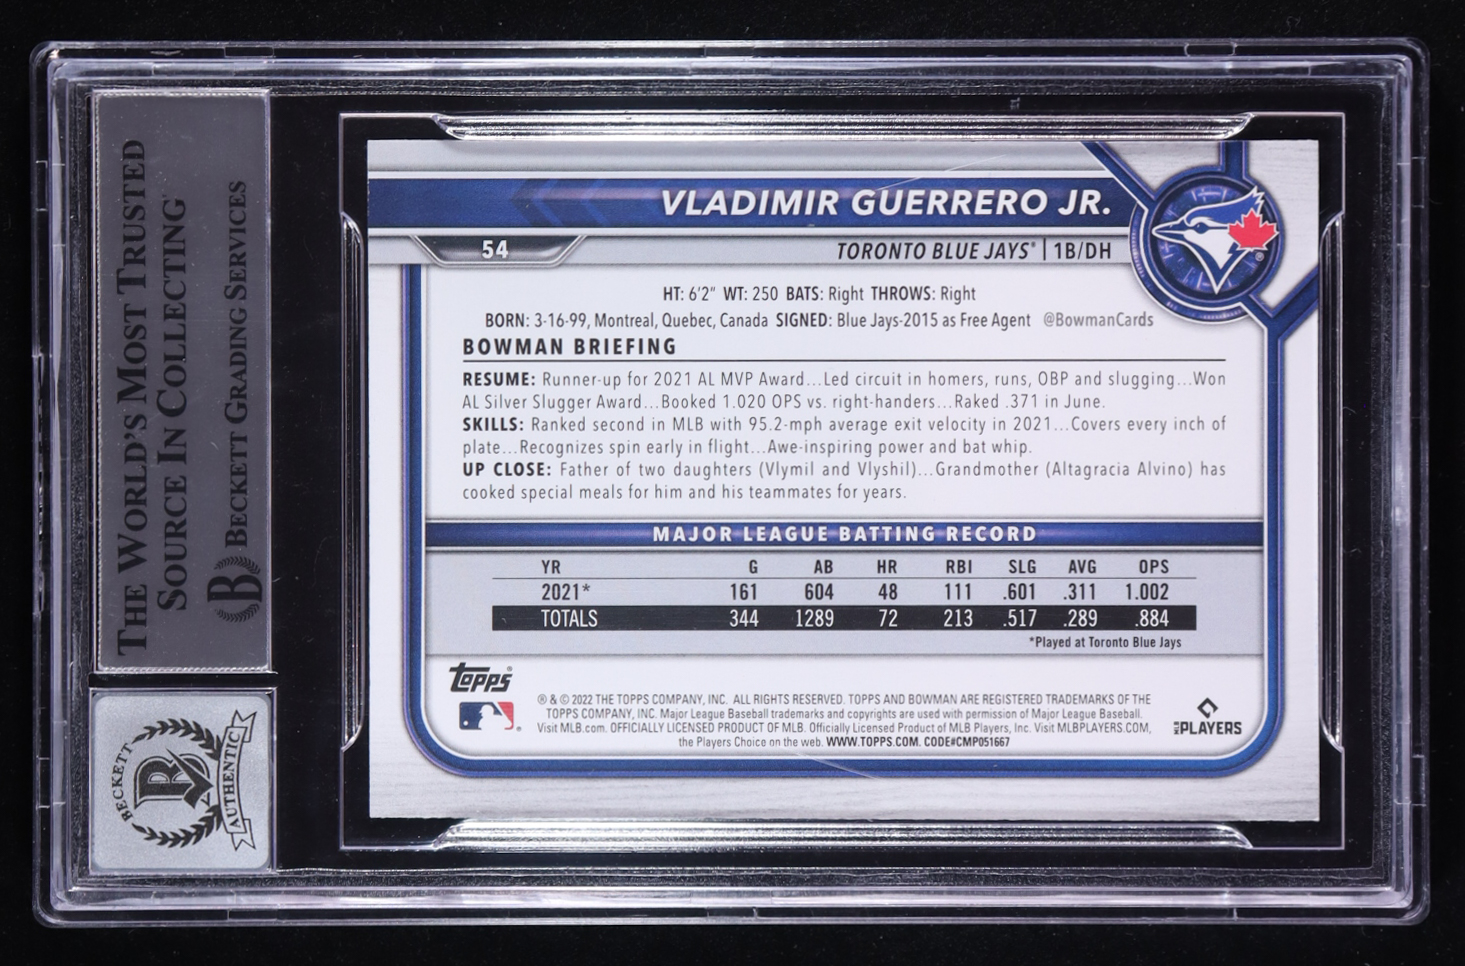 THE WORLD'S MOST TRUSTED
SOURCE IN COLLECTING
BECKETT GRADING SERVICES
BECKETT
AUTHENTIC
VLADIMIR GUERRERO JR.
54
TORONTO BLUE JAYS® | 1B/DH
HT: 6'2" WT: 250 BATS: Right THROWS: Right
BORN: 3-16-99, Montreal, Quebec, Canada SIGNED: Blue Jays-2015 as Free Agent @BowmanCards
BOWMAN BRIEFING
RESUME: Runner-up for 2021 AL MVP Award...Led circuit in homers, runs, OBP and slugging...Won
AL Silver Slugger Award...Booked 1.020 OPS vs. right-handers...Raked .371 in June.
SKILLS: Ranked second in MLB with 95.2-mph average exit velocity in 2021...Covers every inch of
plate...Recognizes spin early in flight...Awe-inspiring power and bat whip.
UP CLOSE: Father of two daughters (Vlymil and Vlyshil)...Grandmother (Altagracia Alvino) has
cooked special meals for him and his teammates for years.
MAJOR LEAGUE BATTING RECORD
YR G AB HR RBI SLG AVG OPS
2021* 161 604 48 111 .601 .311 1.002
TOTALS 344 1289 72 213 .517 .289 .884
*Played at Toronto Blue Jays
Topps®
® & © 2022 THE TOPPS COMPANY, INC. ALL RIGHTS RESERVED. TOPPS AND BOWMAN ARE REGISTERED TRADEMARKS OF THE
TOPPS COMPANY, INC. Major League Baseball trademarks and copyrights are used with permission of Major League Baseball.
Visit MLB.com. OFFICIALLY LICENSED PRODUCT OF MLB. Officially Licensed Product of MLB Players, Inc. Visit MLBPLAYERS.COM,
the Players Choice on the web. WWW.TOPPS.COM. CODE#CMP051667
MLB PLAYERS